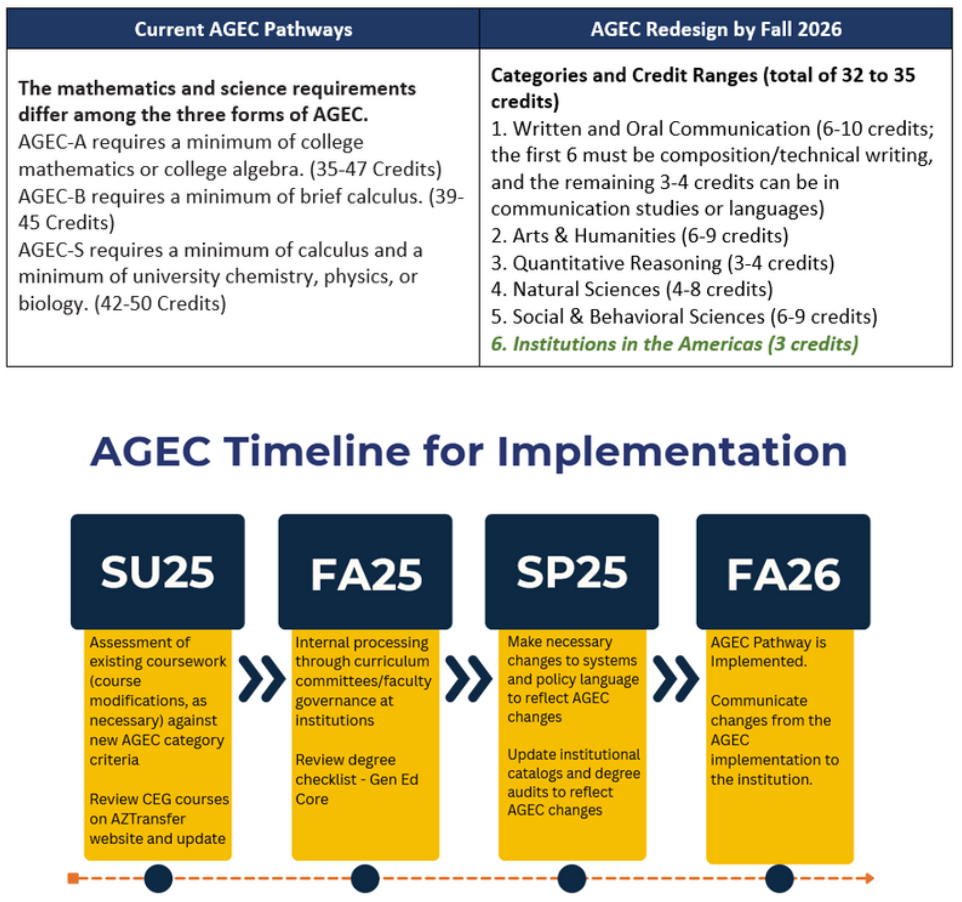 Current AGEC Pathways
AGEC Redesign by Fall 2026
The mathematics and science requirements
differ among the three forms of AGEC.
AGEC-A requires a minimum of college
mathematics or college algebra. (35-47 Credits)
AGEC-B requires a minimum of brief calculus. (39-
45 Credits)
AGEC-S requires a minimum of calculus and a
minimum of university chemistry, physics, or
biology. (42-50 Credits)
Categories and Credit Ranges (total of 32 to 35
credits)
1. Written and Oral Communication (6-10 credits;
the first 6 must be composition/technical writing,
and the remaining 3-4 credits can be in
communication studies or languages)
2. Arts & Humanities (6-9 credits)
3. Quantitative Reasoning (3-4 credits)
4. Natural Sciences (4-8 credits)
5. Social & Behavioral Sciences (6-9 credits)
6. Institutions in the Americas (3 credits)
AGEC Timeline for Implementation
SU25
Assessment of
existing coursework
(course
modifications, as
necessary) against
new AGEC category
criteria
Review CEG courses
on AZTransfer
website and update
FA25
Internal processing
through curriculum
committees/faculty
governance at
institutions
Review degree
checklist - Gen Ed
Core
SP25
Make necessary
changes to systems
and policy language
to reflect AGEC
changes
Update institutional
catalogs and degree
audits to reflect
AGEC changes
FA26
AGEC Pathway is
Implemented.
Communicate
changes from the
AGEC
implementation to
the institution.